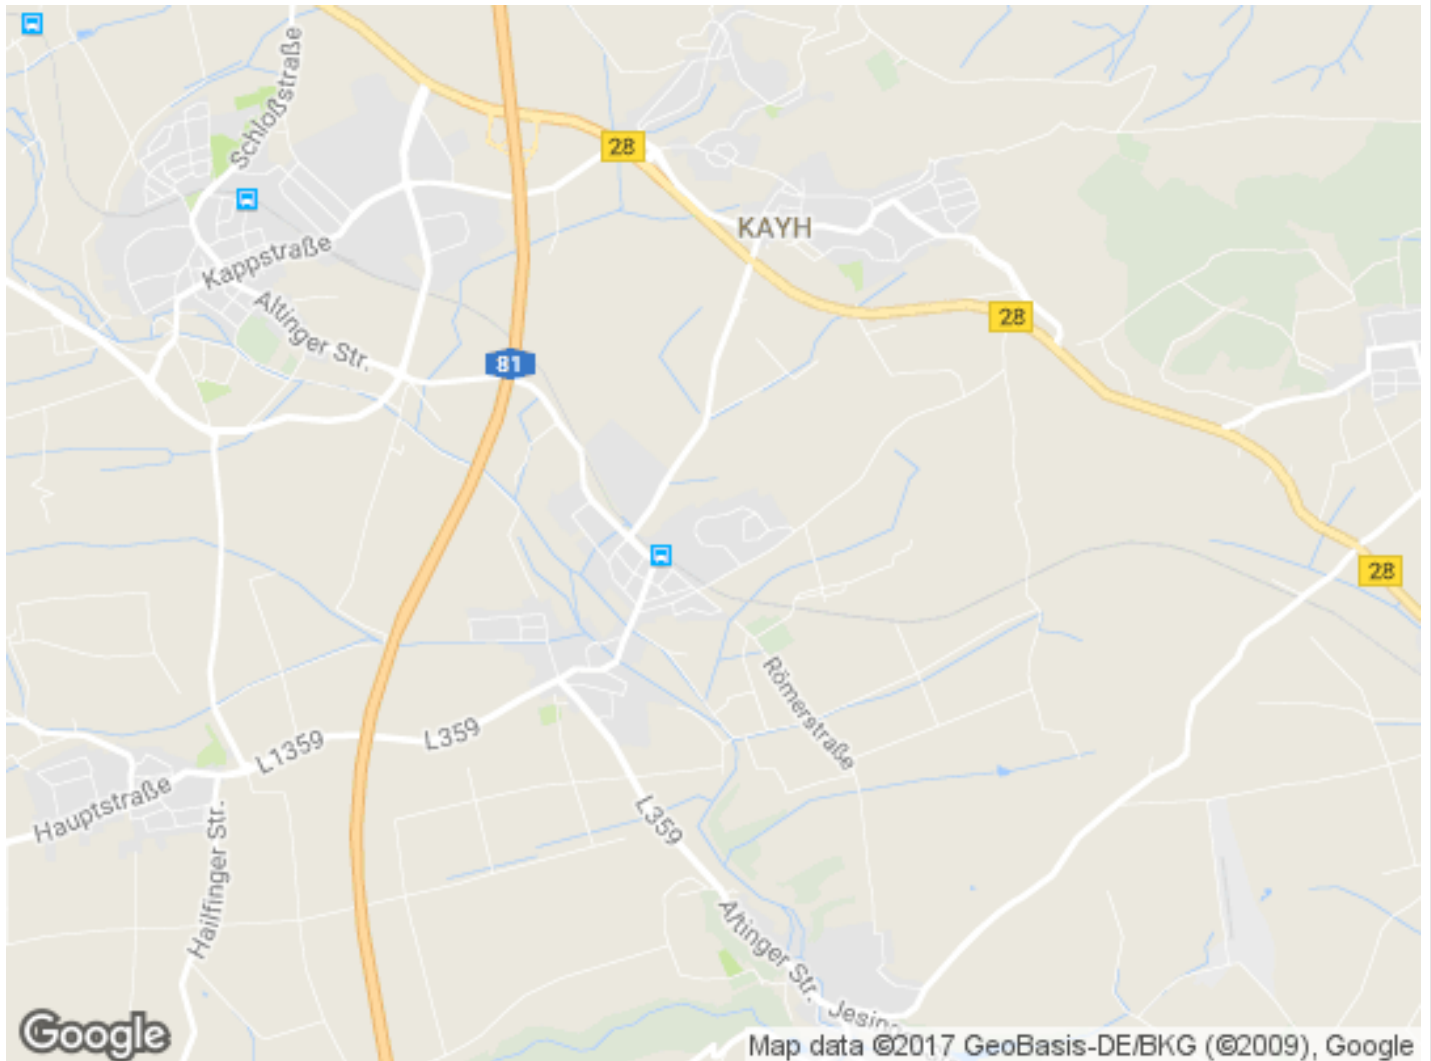 Schloßstraße
28
KAYH
Kappstraße
Altinger Str.
28
81
28
Römerstraße
L1359
L359
Hauptstraße
L359
Hailfinger Str.
Altinger Str.
Google
Map data ©2017 GeoBasis-DE/BKG (©2009), Google